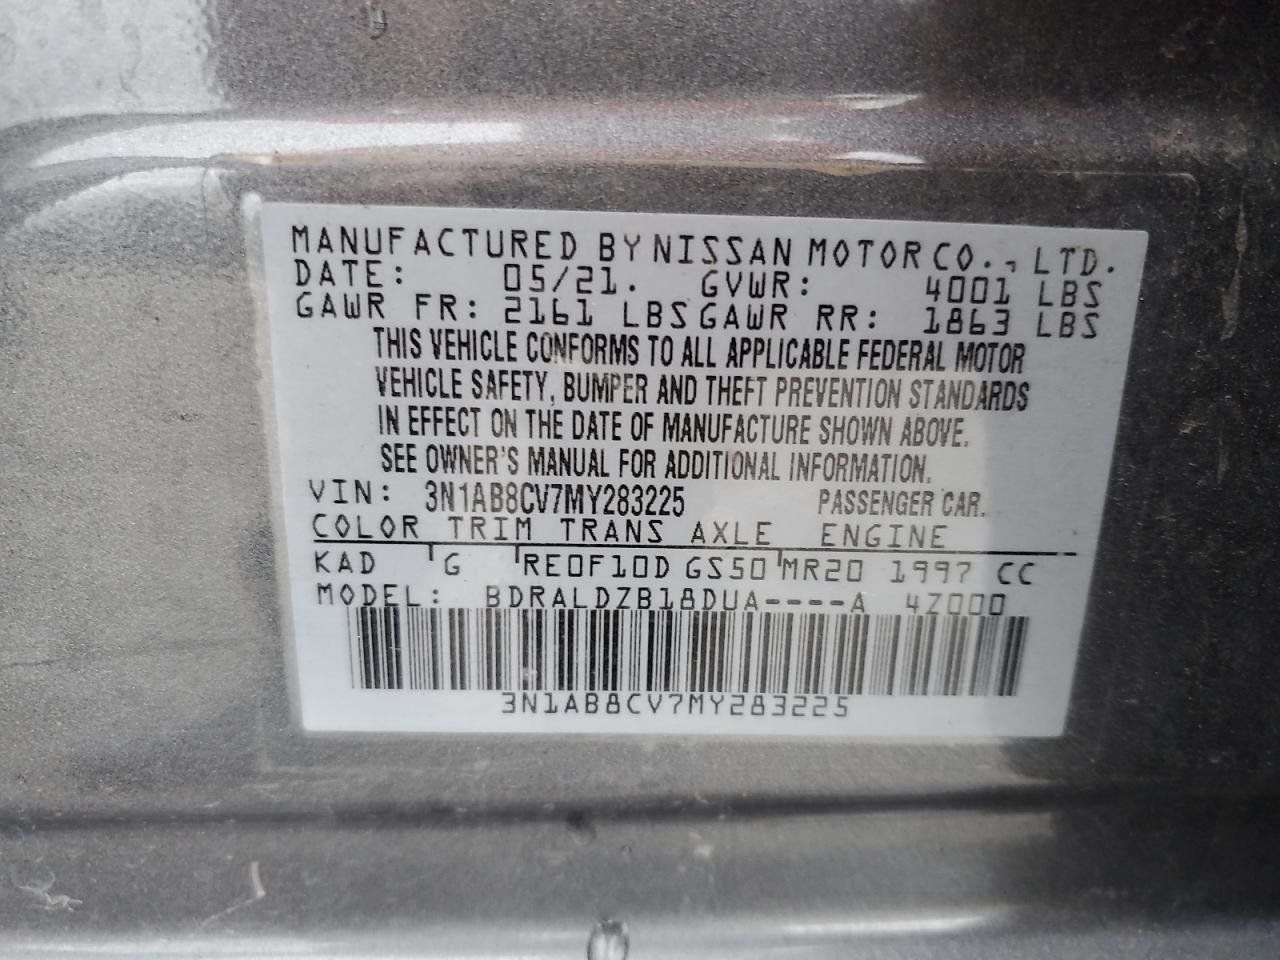 MANUFACTURED BY NISSAN MOTOR CO., LTD.
DATE: 05/21. GVWR: 4001 LBS
GAWR FR: 2161 LBS GAWR RR: 1863 LBS
THIS VEHICLE CONFORMS TO ALL APPLICABLE FEDERAL MOTOR
VEHICLE SAFETY, BUMPER AND THEFT PREVENTION STANDARDS
IN EFFECT ON THE DATE OF MANUFACTURE SHOWN ABOVE.
SEE OWNER'S MANUAL FOR ADDITIONAL INFORMATION.
VIN: 3N1AB8CV7MY283225 PASSENGER CAR.
COLOR TRIM TRANS AXLE ENGINE
KAD G RE0F10D GS50 MR20 1997 CC
MODEL: BDRALDZB18DUA----A 4Z000
3N1AB8CV7MY283225